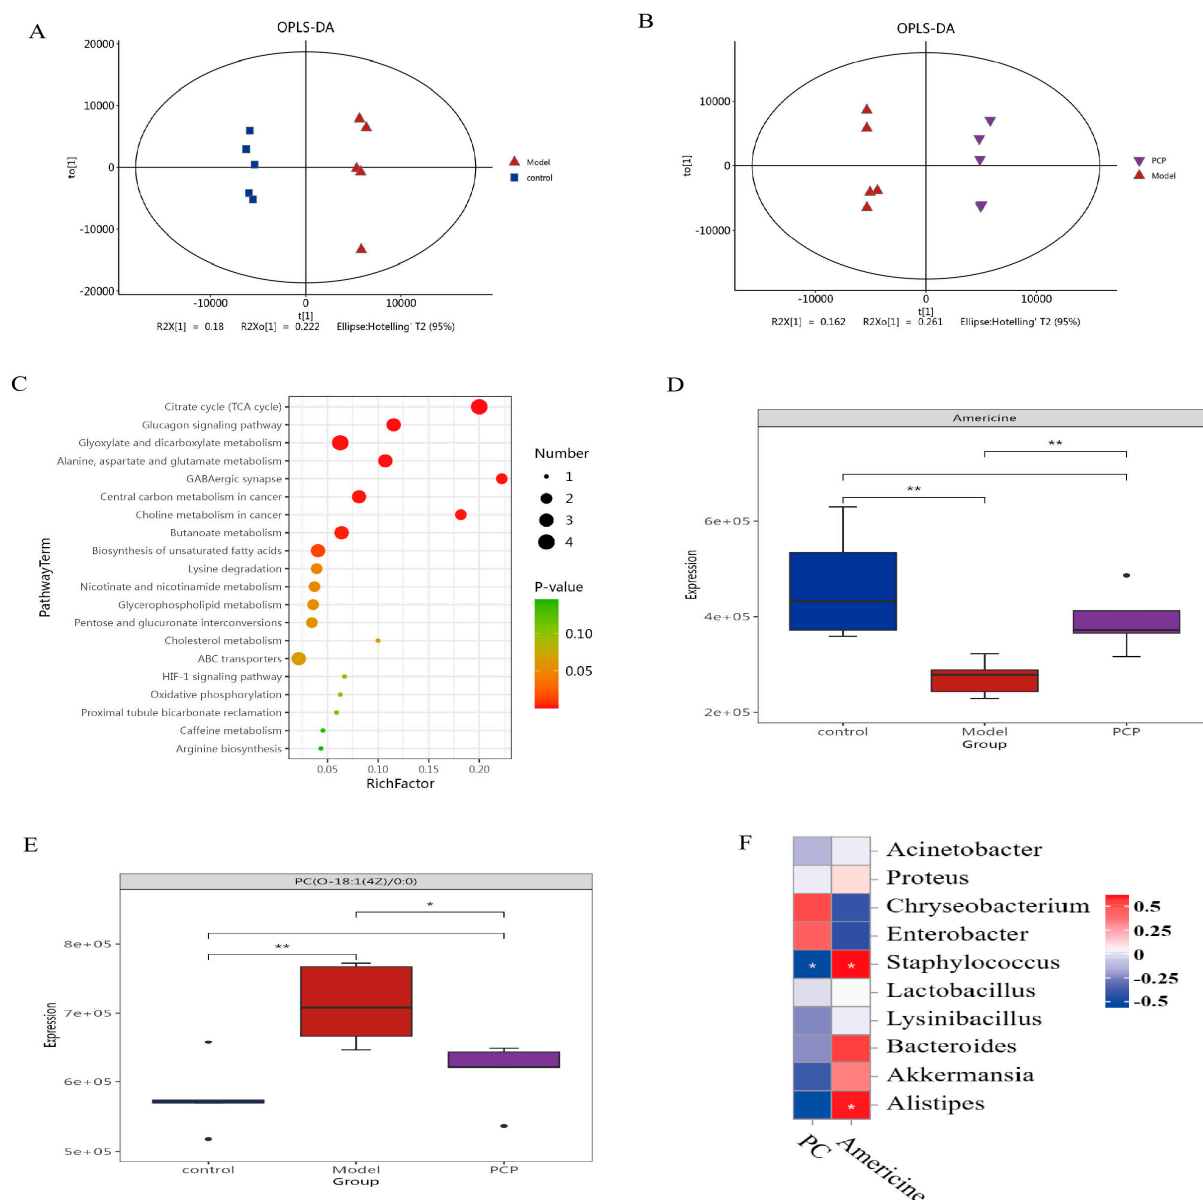 A
OPLS-DA
20000
10000
0
-10000
-20000
to[1]
-10000
0
10000
t[1]
R2X[1] = 0.18 R2Xo[1] = 0.222 Ellipse:Hotelling' T2 (95%)
Model
control
B
OPLS-DA
10000
0
-10000
to[1]
-10000
0
10000
t[1]
R2X[1] = 0.162 R2Xo[1] = 0.261 Ellipse:Hotelling' T2 (95%)
PCP
Model
C
PathwayTerm
Citrate cycle (TCA cycle)
Glucagon signaling pathway
Glyoxylate and dicarboxylate metabolism
Alanine, aspartate and glutamate metabolism
GABAergic synapse
Central carbon metabolism in cancer
Choline metabolism in cancer
Butanoate metabolism
Biosynthesis of unsaturated fatty acids
Lysine degradation
Nicotinate and nicotinamide metabolism
Glycerophospholipid metabolism
Pentose and glucuronate interconversions
Cholesterol metabolism
ABC transporters
HIF-1 signaling pathway
Oxidative phosphorylation
Proximal tubule bicarbonate reclamation
Caffeine metabolism
Arginine biosynthesis
0.05
0.10
0.15
0.20
RichFactor
Number
1
2
3
4
P-value
0.10
0.05
D
Americine
**
**
6e+05
4e+05
2e+05
Expression
control
Model
PCP
Group
E
PC(O-18:1(4Z)/0:0)
*
**
8e+05
7e+05
6e+05
5e+05
Expression
control
Model
PCP
Group
F
Acinetobacter
Proteus
Chryseobacterium
Enterobacter
* * Staphylococcus
Lactobacillus
Lysinibacillus
Bacteroides
Akkermansia
* Alistipes
PC
Americine
0.5
0.25
0
-0.25
-0.5